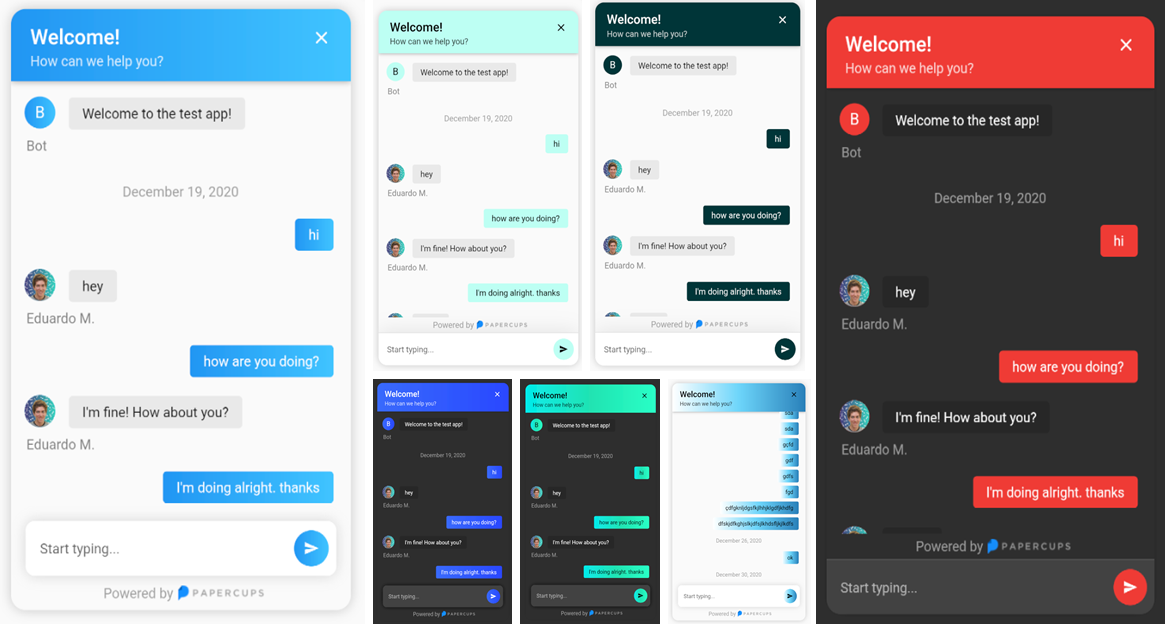 Welcome!
How can we help you?
B
Welcome to the test app!
Bot
December 19, 2020
hi
hey
Eduardo M.
how are you doing?
I'm fine! How about you?
Eduardo M.
I'm doing alright. thanks
Start typing...
Powered by PAPERCUPS
Welcome!
How can we help you?
B
Welcome to the test app!
Bot
December 19, 2020
hi
hey
Eduardo M.
how are you doing?
I'm fine! How about you?
Eduardo M.
I'm doing alright. thanks
Powered by PAPERCUPS
Start typing...
Welcome!
How can we help you?
B
Welcome to the test app!
Bot
December 19, 2020
hi
hey
Eduardo M.
how are you doing?
I'm fine! How about you?
Eduardo M.
I'm doing alright. thanks
Powered by PAPERCUPS
Start typing...
Welcome!
How can we help you?
B
Welcome to the test app!
Bot
December 19, 2020
hi
hey
Eduardo M.
how are you doing?
I'm fine! How about you?
Eduardo M.
I'm doing alright. thanks
Start typing...
Powered by PAPERCUPS
Welcome!
How can we help you?
B
Welcome to the test app!
Bot
December 19, 2020
hi
hey
Eduardo M.
how are you doing?
I'm fine! How about you?
Eduardo M.
I'm doing alright. thanks
Start typing...
Powered by PAPERCUPS
Welcome!
How can we help you?
sda
gdf
gdfs
fgd
December 26, 2020
ok
December 30, 2020
Start typing...
Powered by PAPERCUPS
Welcome!
How can we help you?
B
Welcome to the test app!
Bot
December 19, 2020
hi
hey
Eduardo M.
how are you doing?
I'm fine! How about you?
Eduardo M.
I'm doing alright. thanks
Powered by PAPERCUPS
Start typing...